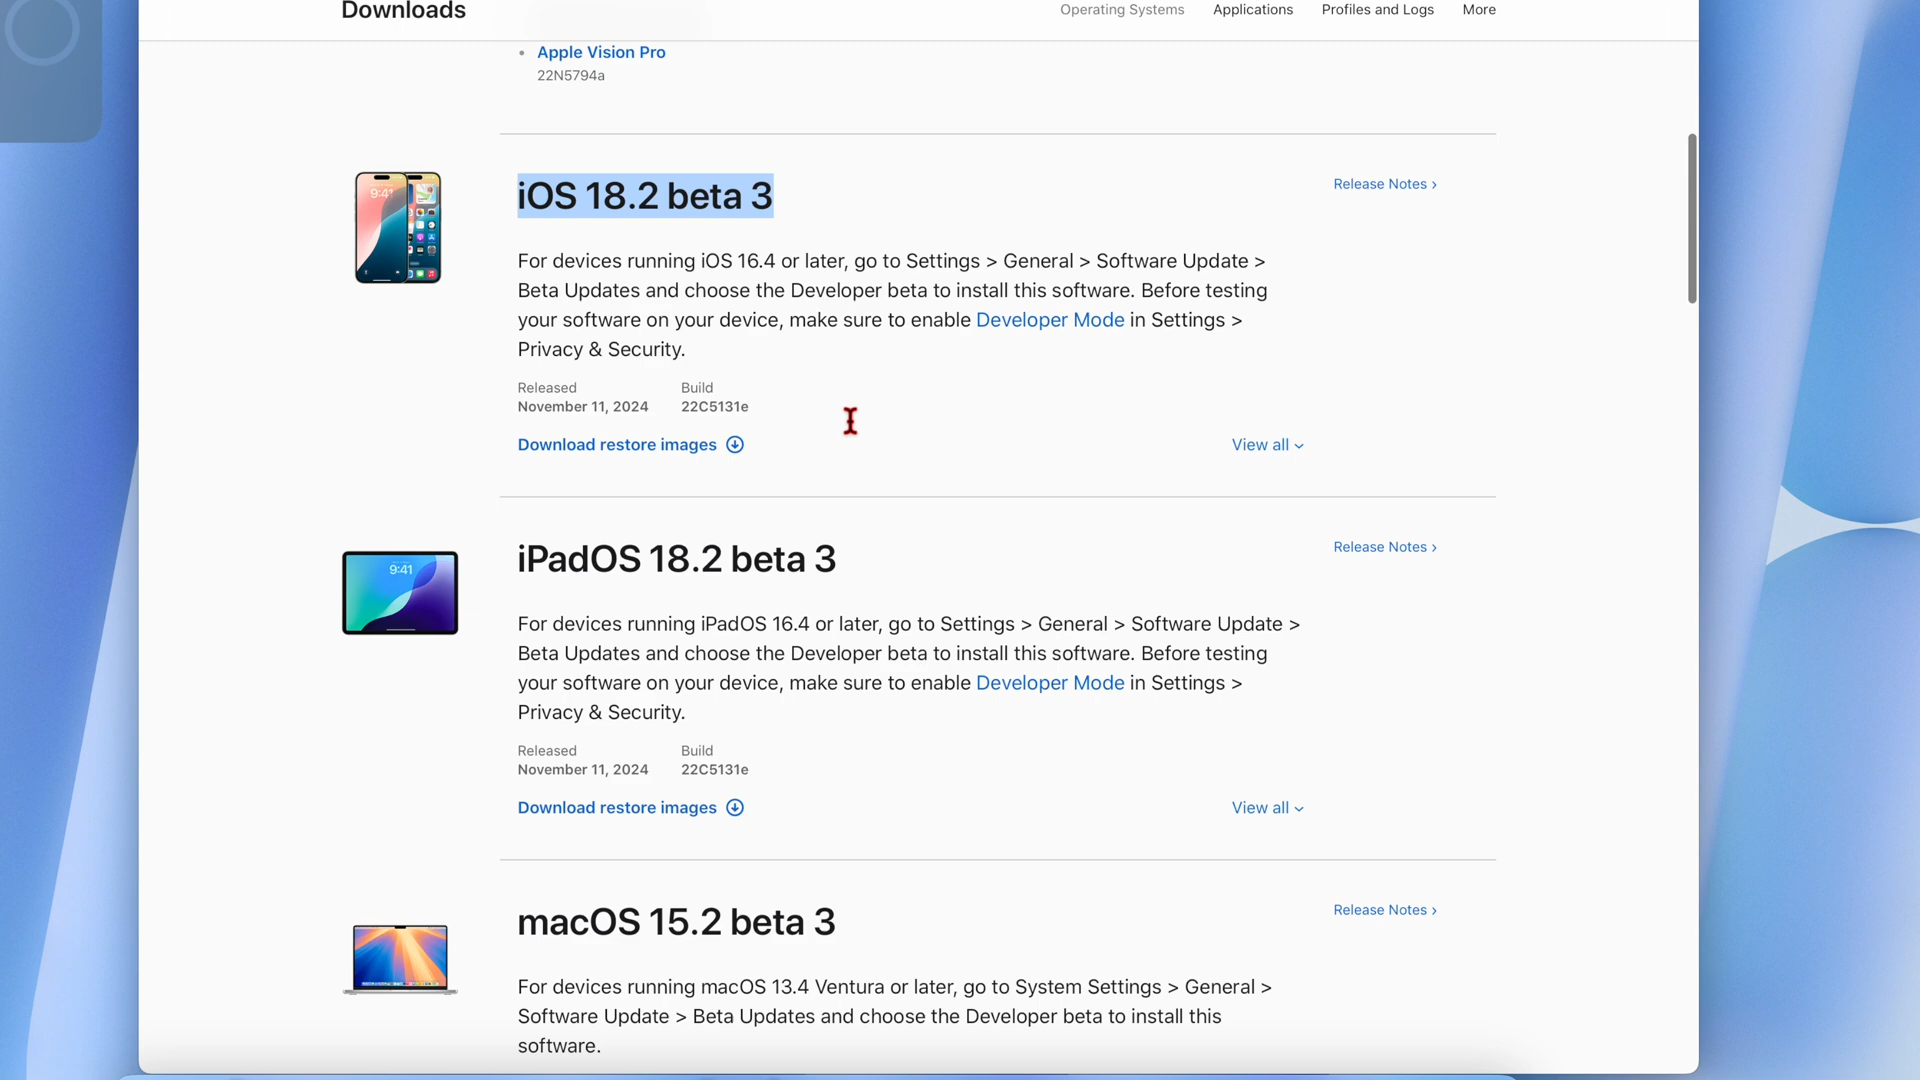 Downloads
Operating Systems Applications Profiles and Logs More
• Apple Vision Pro
22N5794a
iOS 18.2 beta 3
Release Notes ›
9:41
For devices running iOS 16.4 or later, go to Settings > General > Software Update >
Beta Updates and choose the Developer beta to install this software. Before testing
your software on your device, make sure to enable Developer Mode in Settings >
Privacy & Security.
Released Build
November 11, 2024 22C5131e
Download restore images View all
iPadOS 18.2 beta 3
Release Notes ›
9:41
For devices running iPadOS 16.4 or later, go to Settings > General > Software Update >
Beta Updates and choose the Developer beta to install this software. Before testing
your software on your device, make sure to enable Developer Mode in Settings >
Privacy & Security.
Released Build
November 11, 2024 22C5131e
Download restore images View all
macOS 15.2 beta 3
Release Notes ›
For devices running macOS 13.4 Ventura or later, go to System Settings > General >
Software Update > Beta Updates and choose the Developer beta to install this
software.